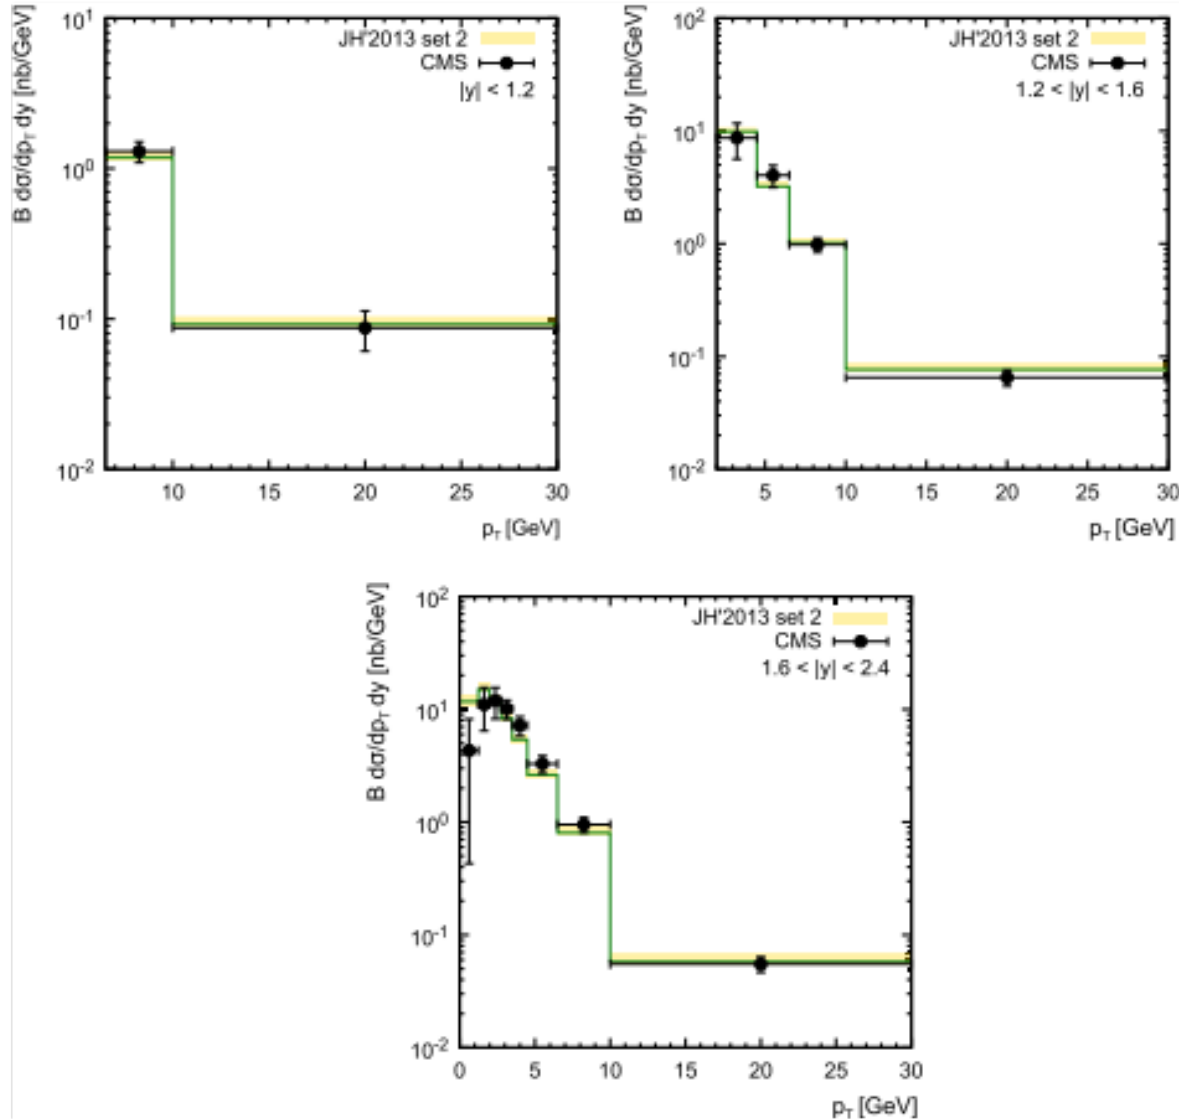 B dσ/dp_T dy [nb/GeV]
10^1
10^0
10^-1
10^-2
JH'2013 set 2
CMS
|y| < 1.2
10 15 20 25 30
p_T [GeV]
B dσ/dp_T dy [nb/GeV]
10^2
10^1
10^0
10^-1
10^-2
JH'2013 set 2
CMS
1.2 < |y| < 1.6
5 10 15 20 25 30
p_T [GeV]
B dσ/dp_T dy [nb/GeV]
10^2
10^1
10^0
10^-1
10^-2
JH'2013 set 2
CMS
1.6 < |y| < 2.4
0 5 10 15 20 25 30
p_T [GeV]